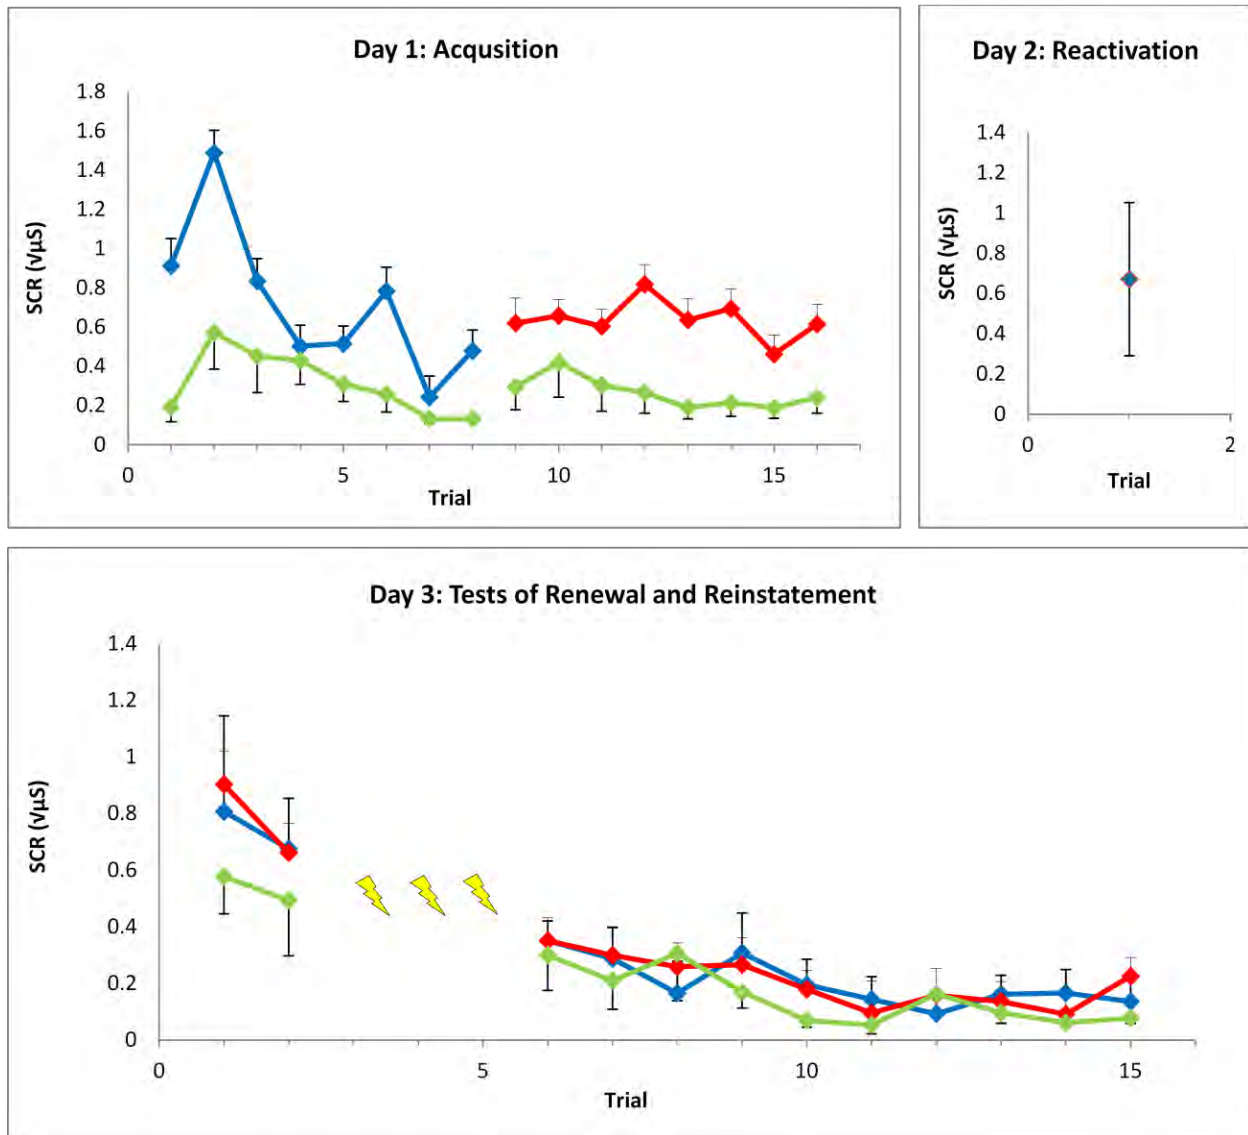 Day 1: Acqusition
1.8
1.6
1.4
1.2
1
0.8
0.6
0.4
0.2
0
SCR (√µS)
0 5 10 15
Trial
Day 2: Reactivation
1.4
1.2
1
0.8
0.6
0.4
0.2
0
SCR (√µS)
0 2
Trial
Day 3: Tests of Renewal and Reinstatement
1.4
1.2
1
0.8
0.6
0.4
0.2
0
SCR (√µS)
0 5 10 15
Trial